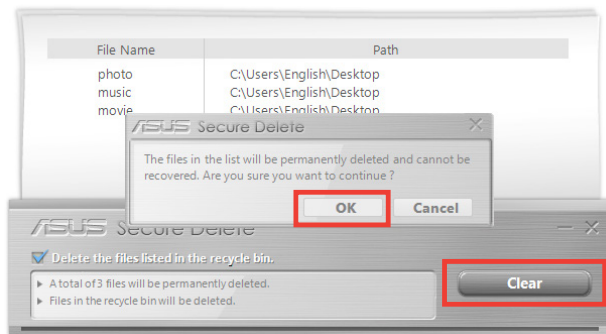 File Name Path
photo C:\Users\English\Desktop
music C:\Users\English\Desktop
movie C:\Users\English\Desktop
ASUS Secure Delete
The files in the list will be permanently deleted and cannot be
recovered. Are you sure you want to continue ?
OK Cancel
ASUS Secure Delete
Delete the files listed in the recycle bin.
A total of 3 files will be permanently deleted.
Files in the recycle bin will be deleted.
Clear